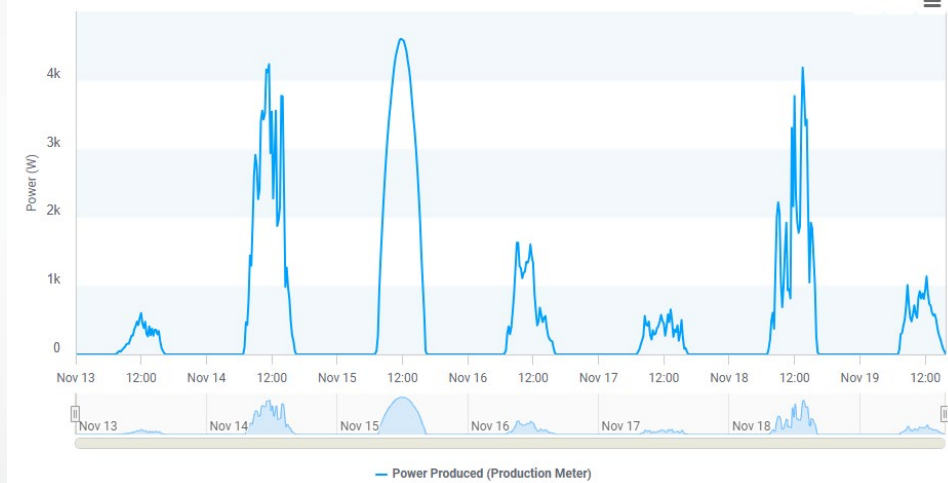 4k
3k
2k
1k
0
Power (W)
Nov 13 12:00 Nov 14 12:00 Nov 15 12:00 Nov 16 12:00 Nov 17 12:00 Nov 18 12:00 Nov 19 12:00
Nov 13 Nov 14 Nov 15 Nov 16 Nov 17 Nov 18
Power Produced (Production Meter)